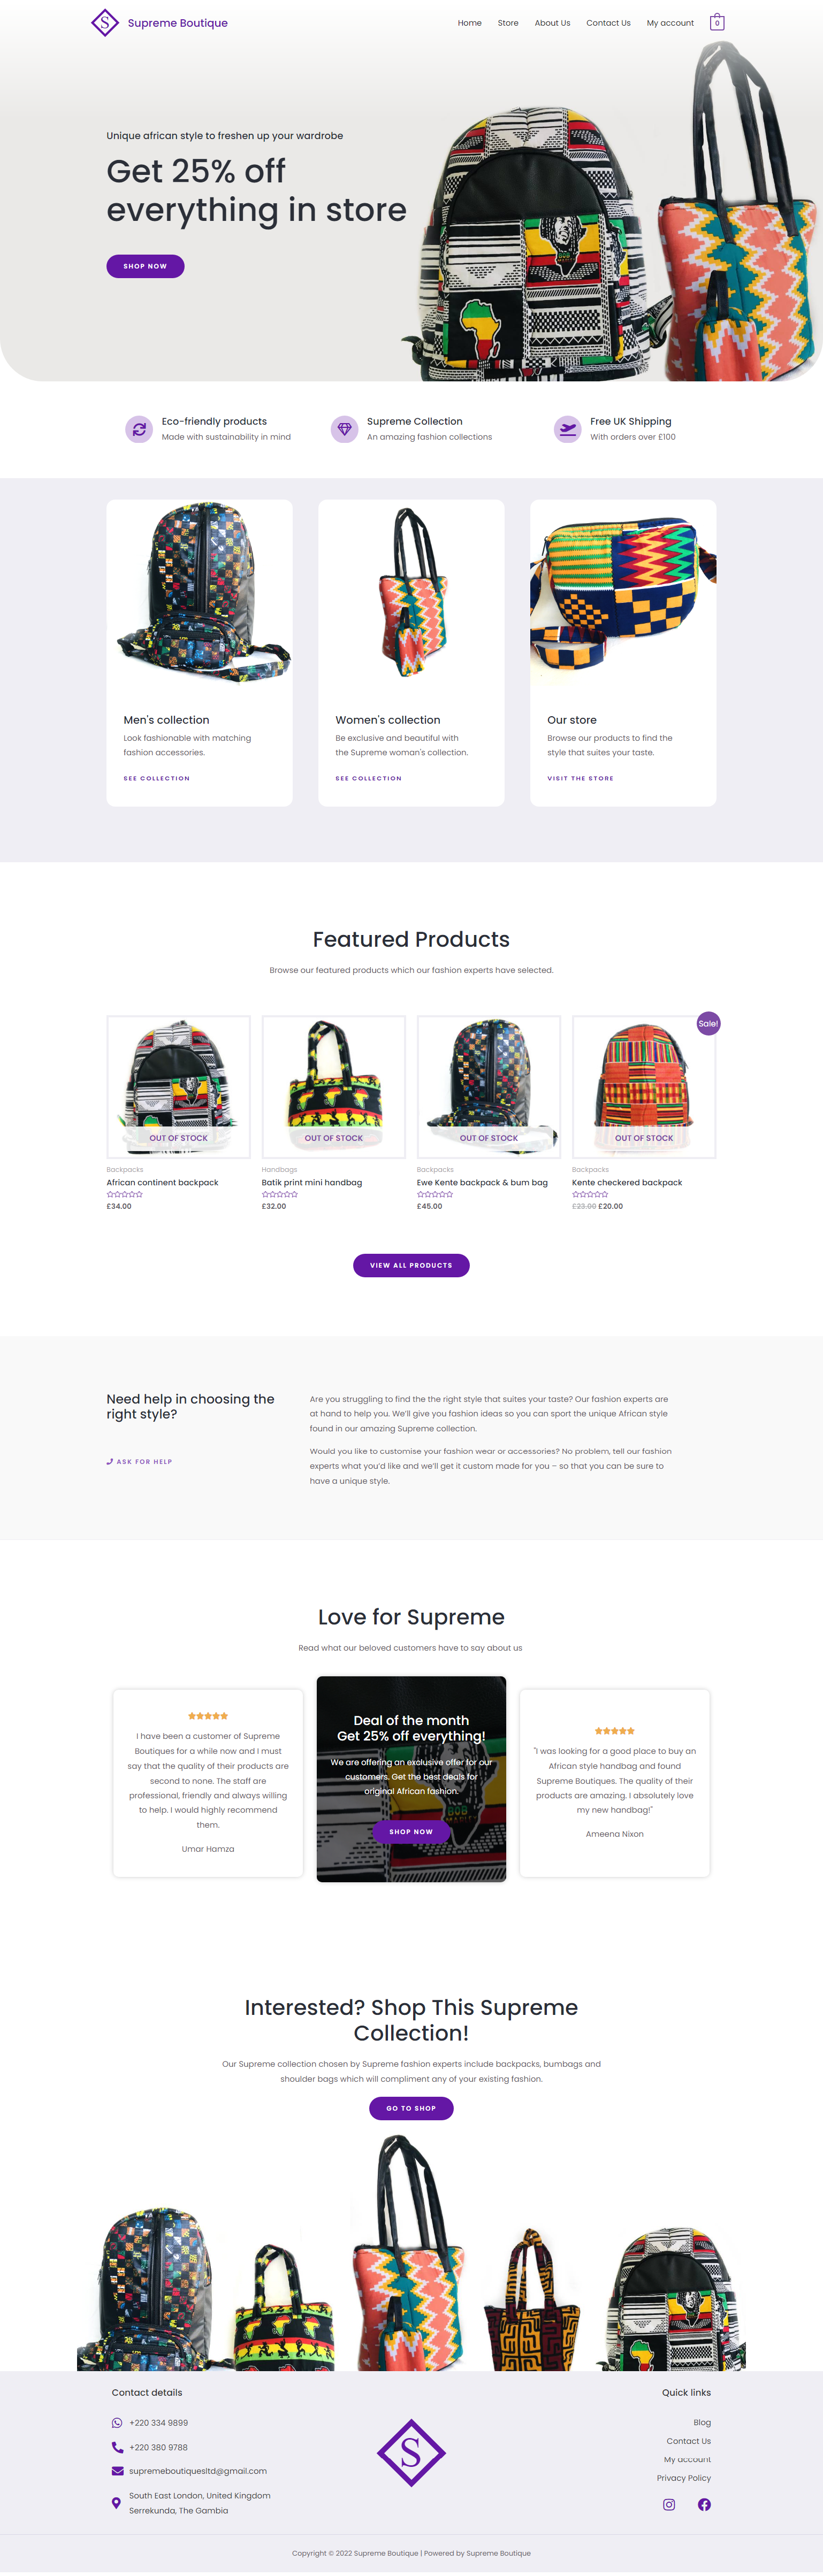 Supreme Boutique
Home
Store
About Us
Contact Us
My account
0
Unique african style to freshen up your wardrobe
Get 25% off
everything in store
SHOP NOW
Eco-friendly products
Made with sustainability in mind
Supreme Collection
An amazing fashion collections
Free UK Shipping
With orders over £100
Men's collection
Look fashionable with matching
fashion accessories.
SEE COLLECTION
Women's collection
Be exclusive and beautiful with
the Supreme woman's collection.
SEE COLLECTION
Our store
Browse our products to find the
style that suites your taste.
VISIT THE STORE
Featured Products
Browse our featured products which our fashion experts have selected.
OUT OF STOCK
Backpacks
African continent backpack
£34.00
OUT OF STOCK
Handbags
Batik print mini handbag
£32.00
OUT OF STOCK
Backpacks
Ewe Kente backpack & bum bag
£45.00
Sale!
OUT OF STOCK
Backpacks
Kente checkered backpack
£23.00 £20.00
VIEW ALL PRODUCTS
Need help in choosing the
right style?
ASK FOR HELP
Are you struggling to find the the right style that suites your taste? Our fashion experts are
at hand to help you. We'll give you fashion ideas so you can sport the unique African style
found in our amazing Supreme collection.
Would you like to customise your fashion wear or accessories? No problem, tell our fashion
experts what you'd like and we'll get it custom made for you – so that you can be sure to
have a unique style.
Love for Supreme
Read what our beloved customers have to say about us
I have been a customer of Supreme
Boutiques for a while now and I must
say that the quality of their products are
second to none. The staff are
professional, friendly and always willing
to help. I would highly recommend
them.
Umar Hamza
Deal of the month
Get 25% off everything!
We are offering an exclusive offer for our
customers. Get the best deals for
original African fashion.
BOB
MARLEY
SHOP NOW
"I was looking for a good place to buy an
African style handbag and found
Supreme Boutiques. The quality of their
products are amazing. I absolutely love
my new handbag!"
Ameena Nixon
Interested? Shop This Supreme
Collection!
Our Supreme collection chosen by Supreme fashion experts include backpacks, bumbags and
shoulder bags which will compliment any of your existing fashion.
GO TO SHOP
Contact details
+220 334 9899
+220 380 9788
supremeboutiquesltd@gmail.com
South East London, United Kingdom
Serrekunda, The Gambia
S
Quick links
Blog
Contact Us
My account
Privacy Policy
Copyright © 2022 Supreme Boutique | Powered by Supreme Boutique